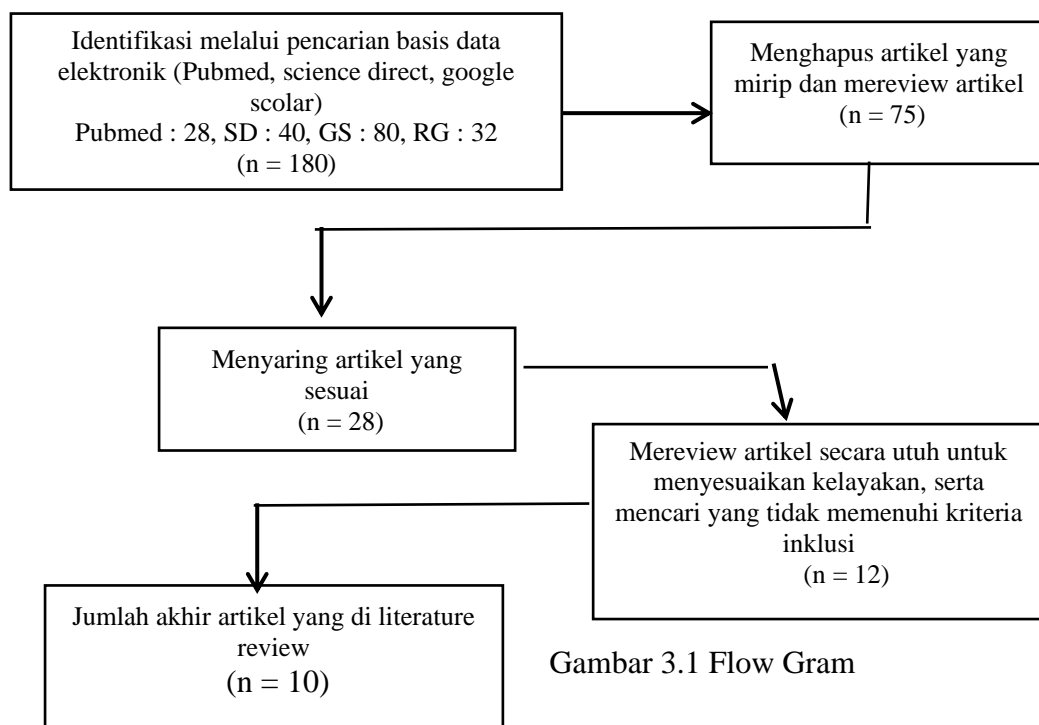 Identifikasi melalui pencarian basis data
elektronik (Pubmed, science direct, google
scolar)
Pubmed : 28, SD : 40, GS : 80, RG : 32
(n = 180)
Menghapus artikel yang
mirip dan mereview artikel
(n = 75)
Menyaring artikel yang
sesuai
(n = 28)
Mereview artikel secara utuh untuk
menyesuaikan kelayakan, serta
mencari yang tidak memenuhi kriteria
inklusi
(n = 12)
Jumlah akhir artikel yang di literature
review
(n = 10)
Gambar 3.1 Flow Gram